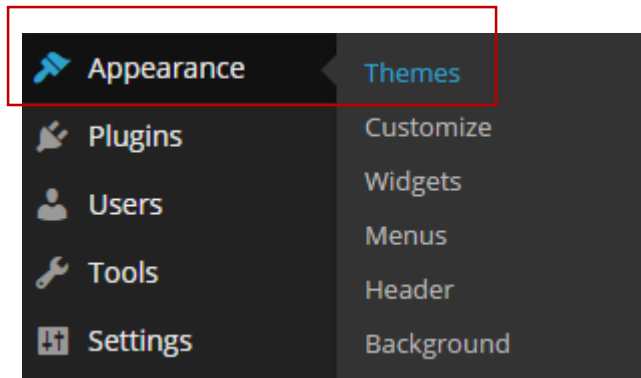 Appearance
Plugins
Users
Tools
Settings
Themes
Customize
Widgets
Menus
Header
Background